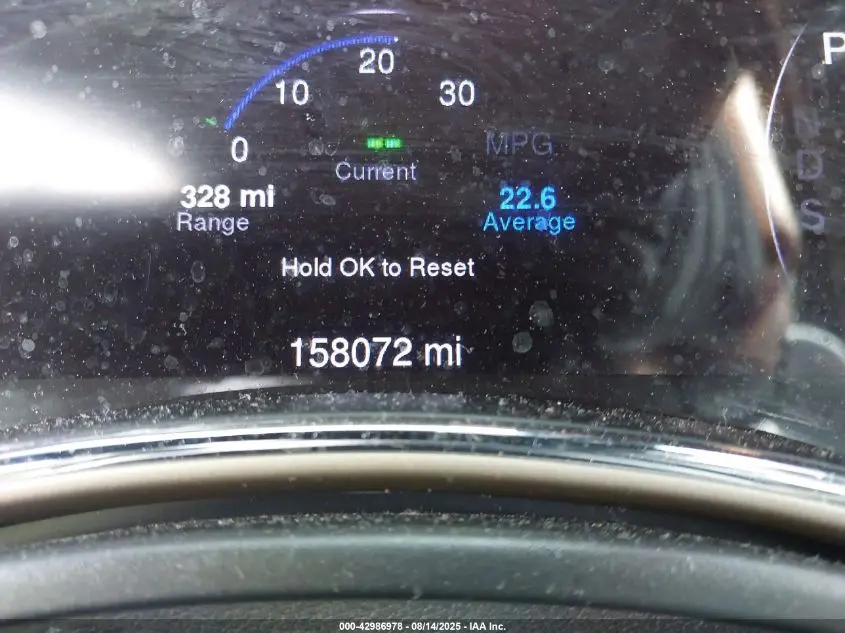 20
P
10
30
R
N
0
MPG
Current
D
328 mi
22.6
Range
Average
S
Hold OK to Reset
158072 mi
000-42986978 - 08/14/2025 - IAA Inc.